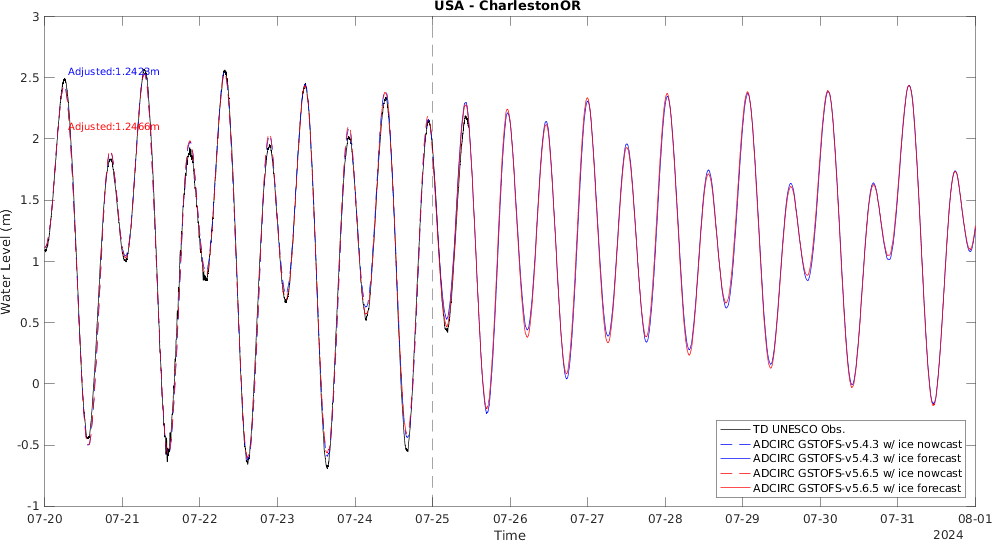 USA - CharlestonOR
3
2.5
2
1.5
1
0.5
0
-0.5
-1
Water Level (m)
Adjusted:1.2423m
Adjusted:1.2466m
TD UNESCO Obs.
ADCIRC GSTOFS-v5.4.3 w/ ice nowcast
ADCIRC GSTOFS-v5.4.3 w/ ice forecast
ADCIRC GSTOFS-v5.6.5 w/ ice nowcast
ADCIRC GSTOFS-v5.6.5 w/ ice forecast
07-20 07-21 07-22 07-23 07-24 07-25 07-26 07-27 07-28 07-29 07-30 07-31 08-01
Time
2024